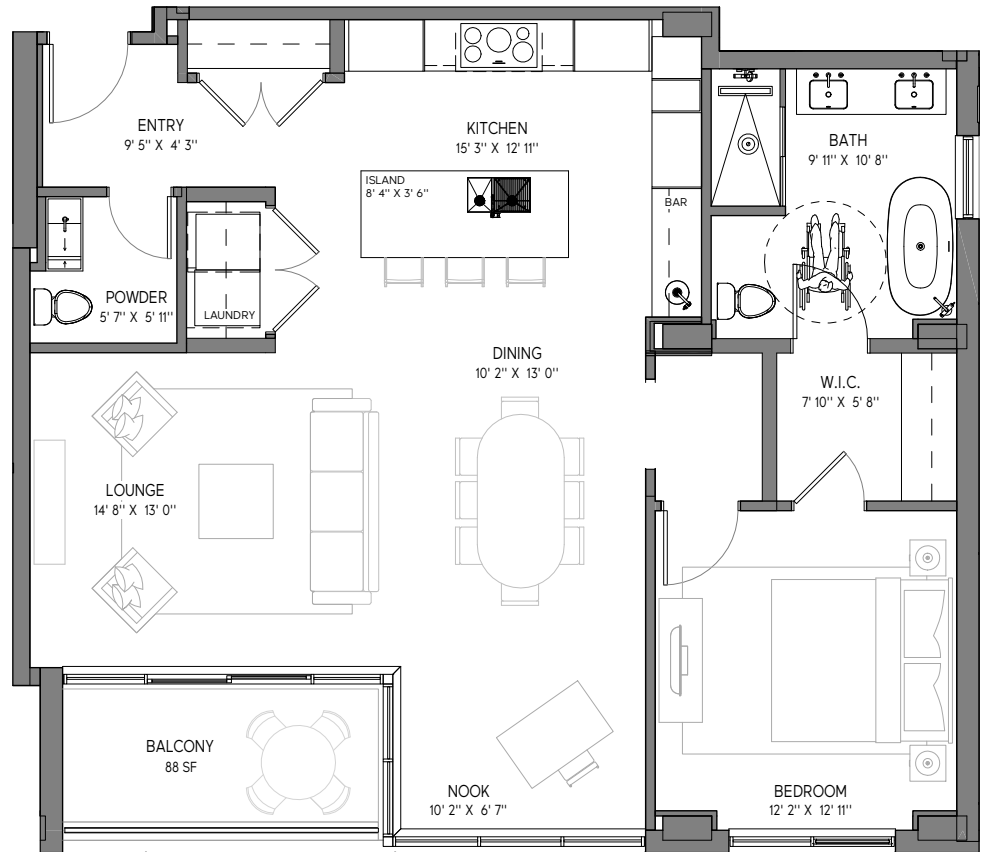 ENTRY
9' 5" X 4' 3"
KITCHEN
15' 3" X 12' 11"
BATH
9' 11" X 10' 8"
ISLAND
8' 4" X 3' 6"
BAR
POWDER
5' 7" X 5' 11"
LAUNDRY
DINING
10' 2" X 13' 0"
W.I.C.
7' 10" X 5' 8"
LOUNGE
14' 8" X 13' 0"
BALCONY
88 SF
NOOK
10' 2" X 6' 7"
BEDROOM
12' 2" X 12' 11"